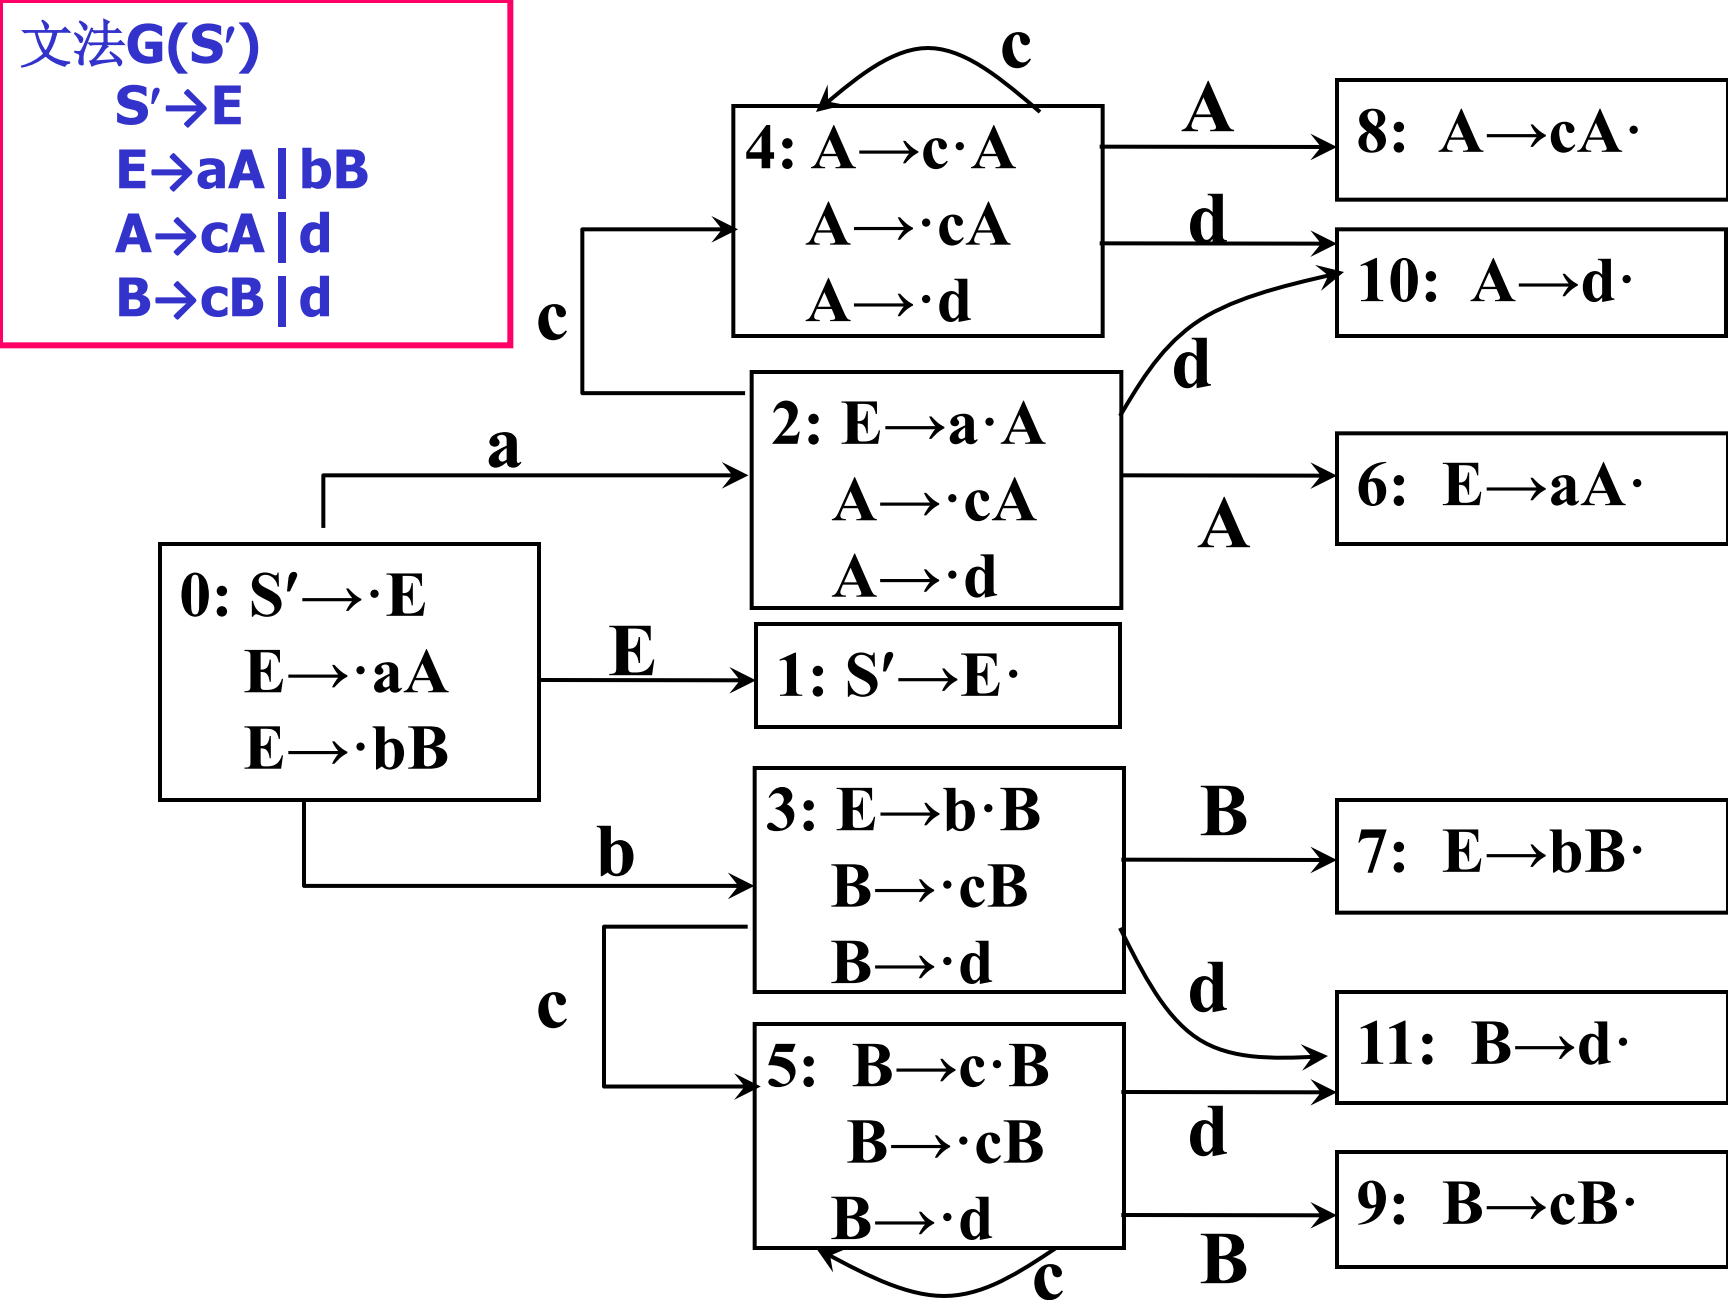 文法G(S′)
S′→E
E→aA|bB
A→cA|d
B→cB|d
c
4: A→c·A
A→·cA
A→·d
A
8: A→cA·
d
10: A→d·
c
d
2: E→a·A
A→·cA
A→·d
a
A
6: E→aA·
0: S′→·E
E→·aA
E→·bB
E
1: S′→E·
b
3: E→b·B
B→·cB
B→·d
B
7: E→bB·
c
d
11: B→d·
5: B→c·B
B→·cB
B→·d
d
B
9: B→cB·
c